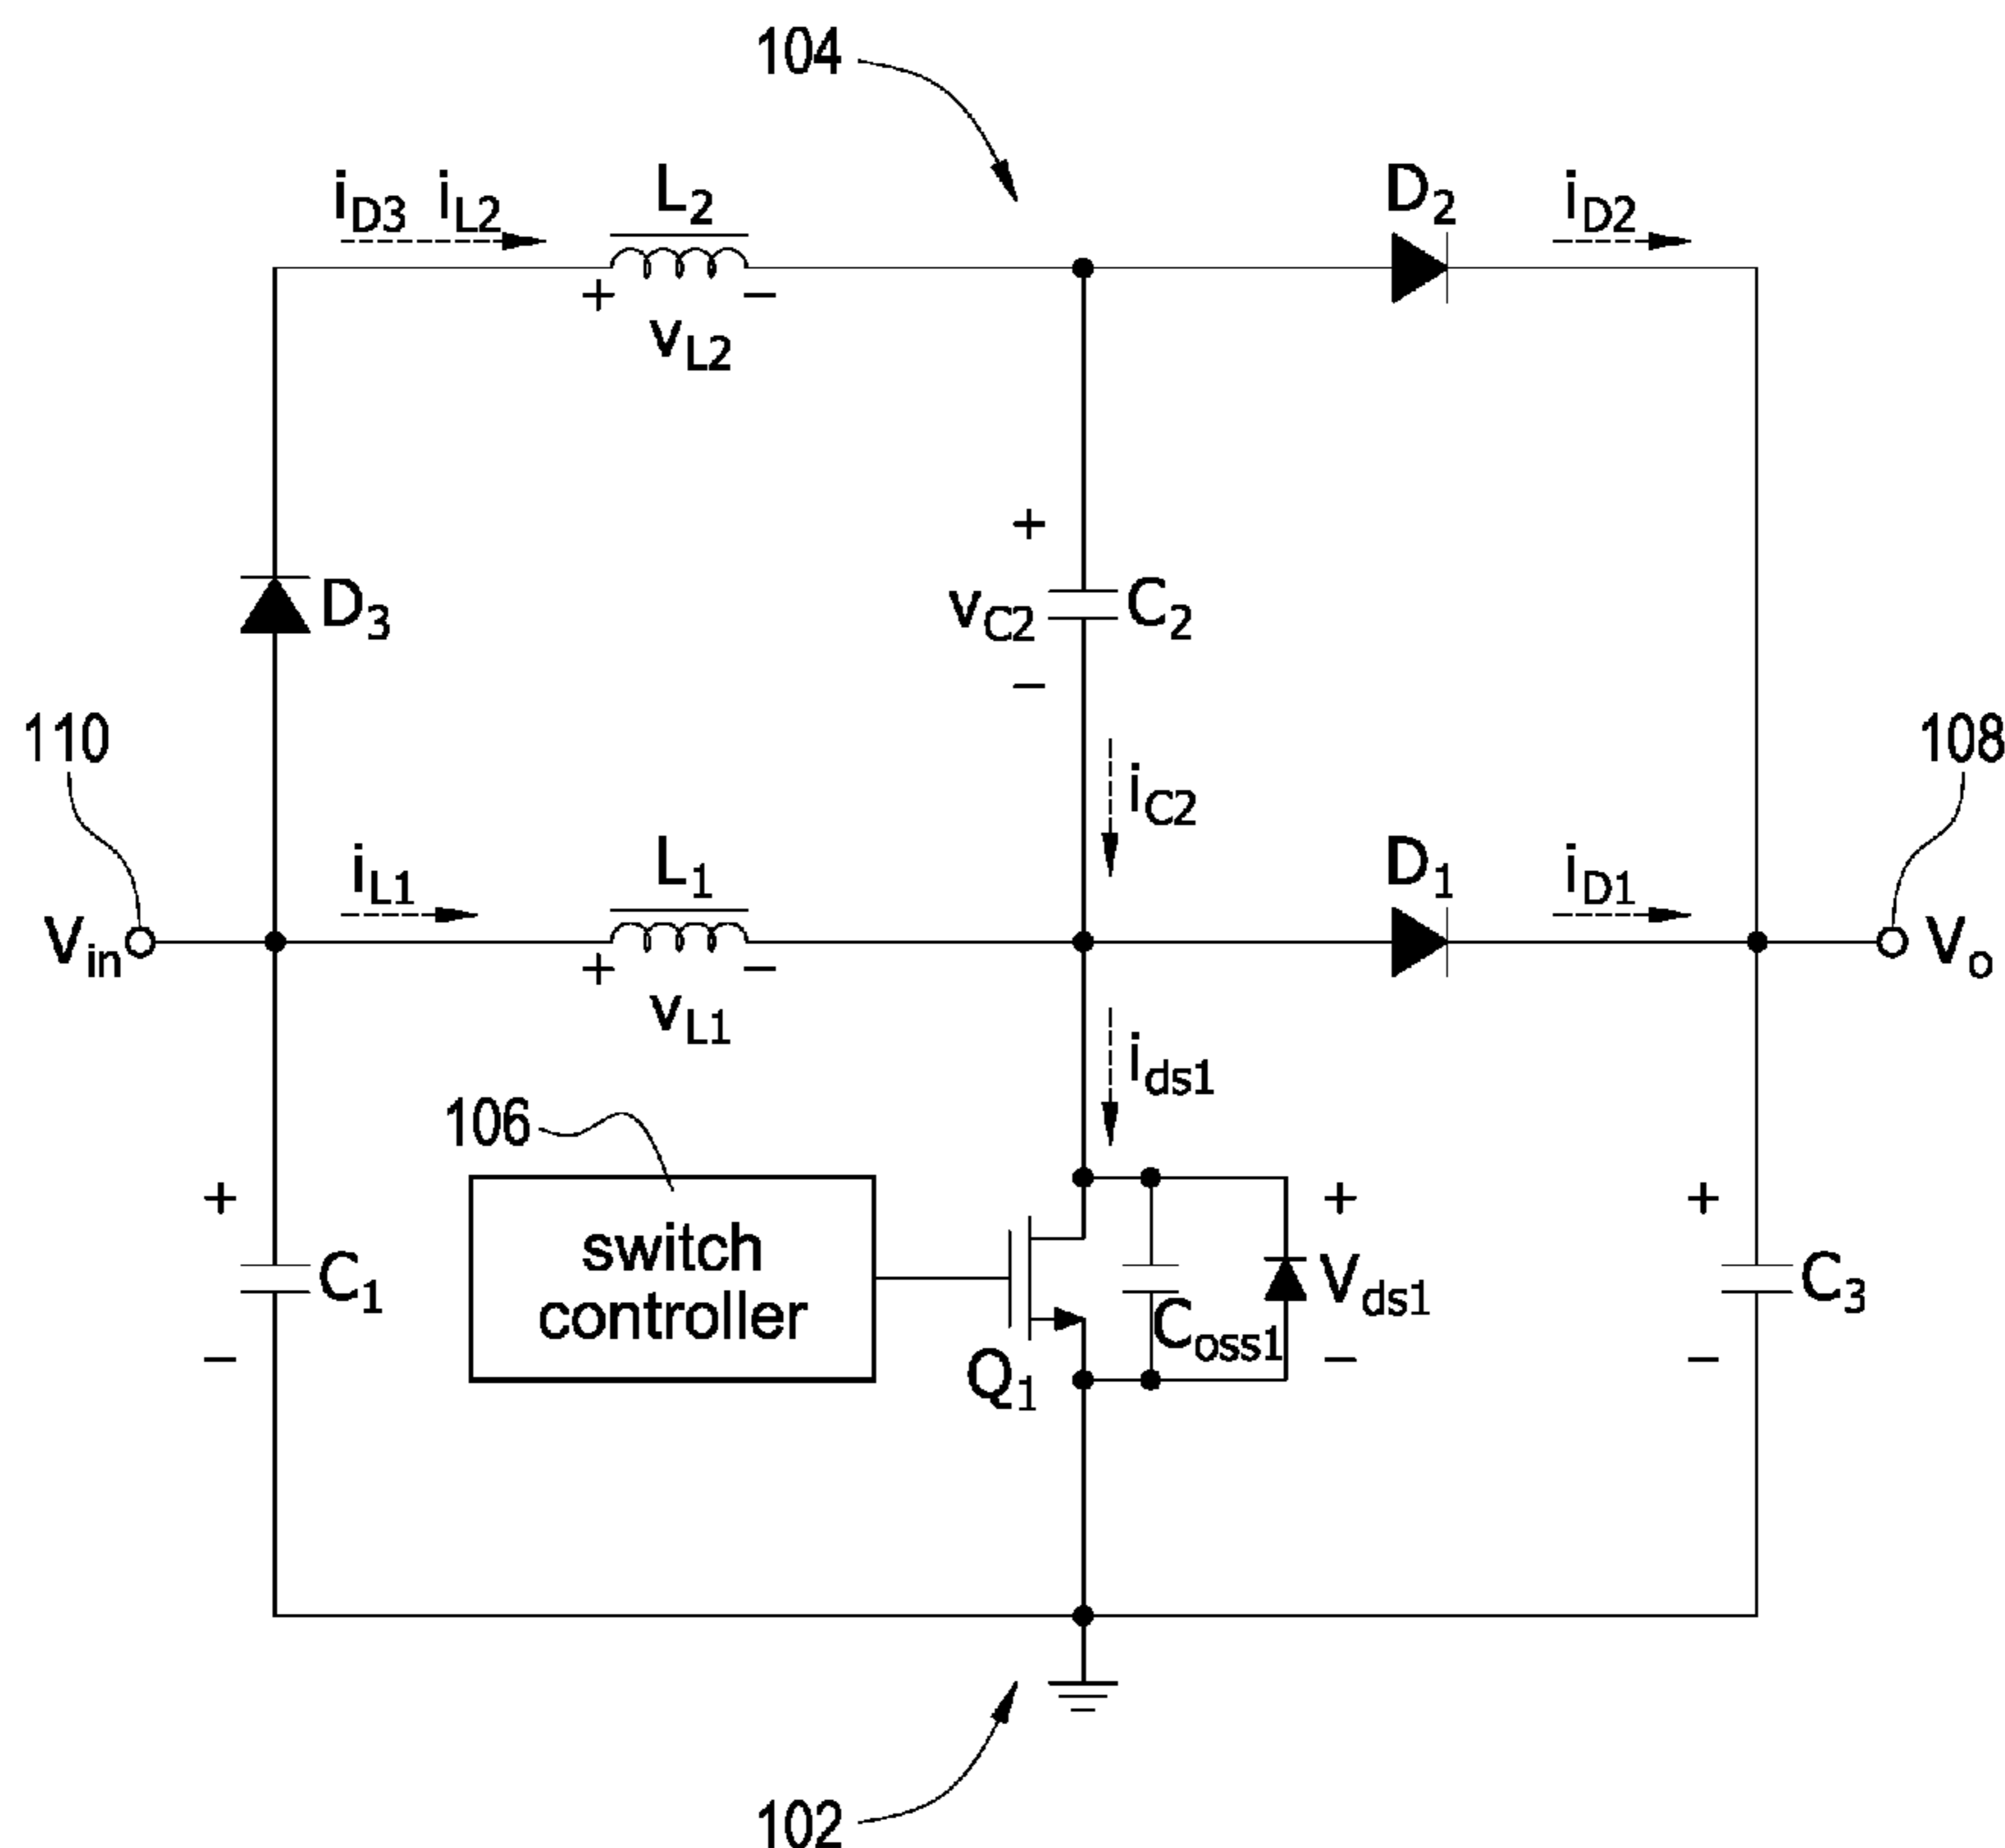 104
iD3 iL2
L2
D2
iD2
+ −
vL2
+
D3
vC2
C2
−
110
108
iC2
iL1
L1
D1
iD1
Vin
Vo
+ −
vL1
ids1
106
+
switch
controller
+
+
C1
Coss1
Vds1
C3
−
Q1
−
−
102